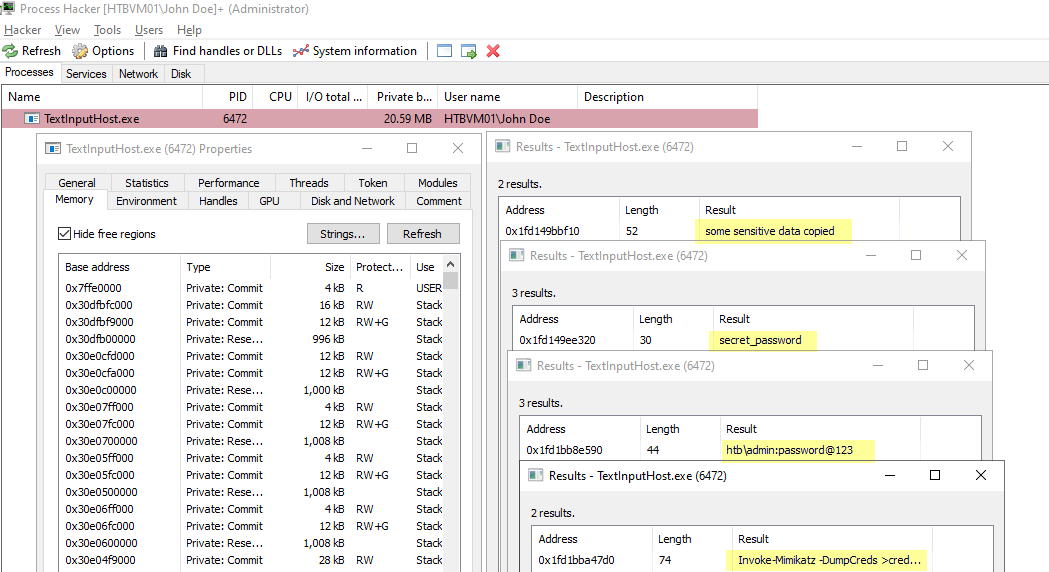 Process Hacker [HTBVM01\John Doe]+ (Administrator)
Hacker View Tools Users Help
Refresh Options Find handles or DLLs System information
Processes Services Network Disk
Name PID CPU I/O total ... Private b... User name Description
TextInputHost.exe 6472 20.59 MB HTBVM01\John Doe
TextInputHost.exe (6472) Properties
General Statistics Performance Threads Token Modules
Memory Environment Handles GPU Disk and Network Comment
Hide free regions Strings... Refresh
Base address Type Size Protect... Use
0x7ffe0000 Private: Commit 4 kB R USER
0x30dfbfc000 Private: Commit 16 kB RW Stack
0x30dfbf9000 Private: Commit 12 kB RW+G Stack
0x30dfb00000 Private: Rese... 996 kB Stack
0x30e0cfd000 Private: Commit 12 kB RW Stack
0x30e0cfa000 Private: Commit 12 kB RW+G Stack
0x30e0c00000 Private: Rese... 1,000 kB Stack
0x30e07ff000 Private: Commit 4 kB RW Stack
0x30e07fc000 Private: Commit 12 kB RW+G Stack
0x30e0700000 Private: Rese... 1,008 kB Stack
0x30e05ff000 Private: Commit 4 kB RW Stack
0x30e05fc000 Private: Commit 12 kB RW+G Stack
0x30e0500000 Private: Rese... 1,008 kB Stack
0x30e06ff000 Private: Commit 4 kB RW Stack
0x30e06fc000 Private: Commit 12 kB RW+G Stack
0x30e0600000 Private: Rese... 1,008 kB Stack
0x30e04f9000 Private: Commit 28 kB RW Stack
Results - TextInputHost.exe (6472)
2 results.
Address Length Result
0x1fd149bbf10 52 some sensitive data copied
Results - TextInputHost.exe (6472)
3 results.
Address Length Result
0x1fd149ee320 30 secret_password
Results - TextInputHost.exe (6472)
3 results.
Address Length Result
0x1fd1bb8e590 44 htb\admin:password@123
Results - TextInputHost.exe (6472)
2 results.
Address Length Result
0x1fd1bba47d0 74 Invoke-Mimikatz -DumpCreds >cred...